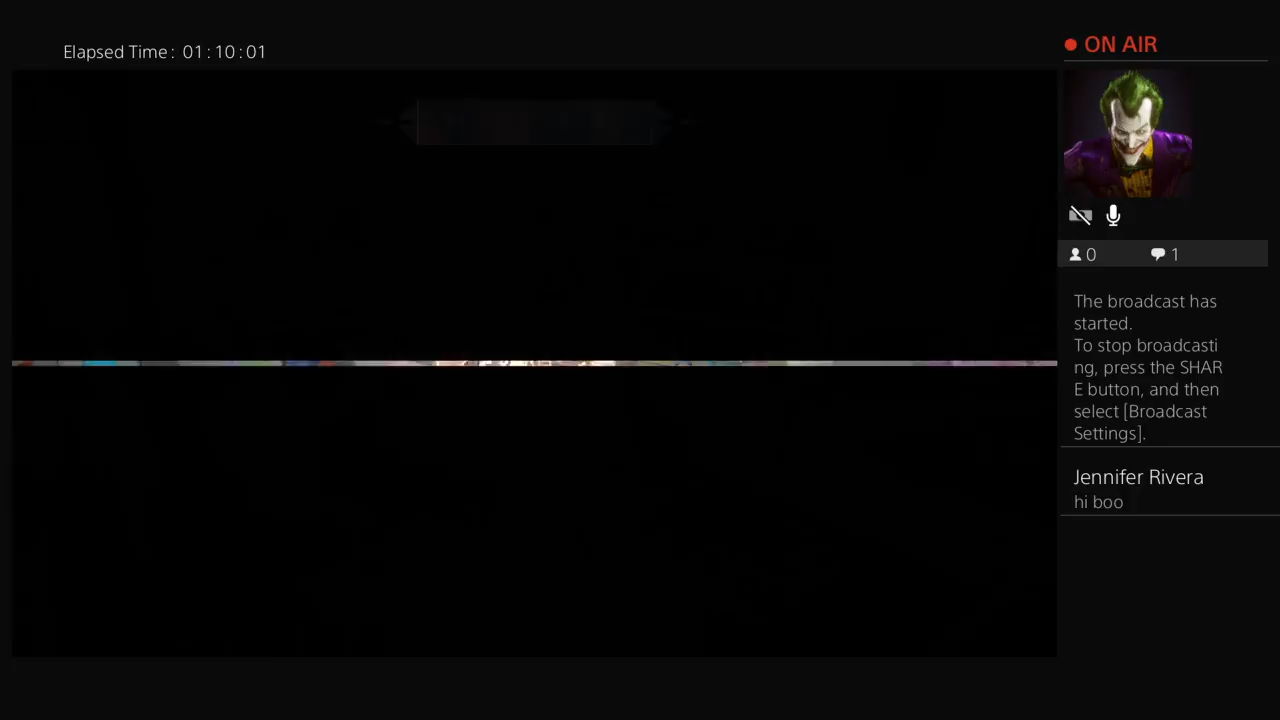 Elapsed Time: 01:10:01
ON AIR
0
1
The broadcast has
started.
To stop broadcasti
ng, press the SHAR
E button, and then
select [Broadcast
Settings].
Jennifer Rivera
hi boo